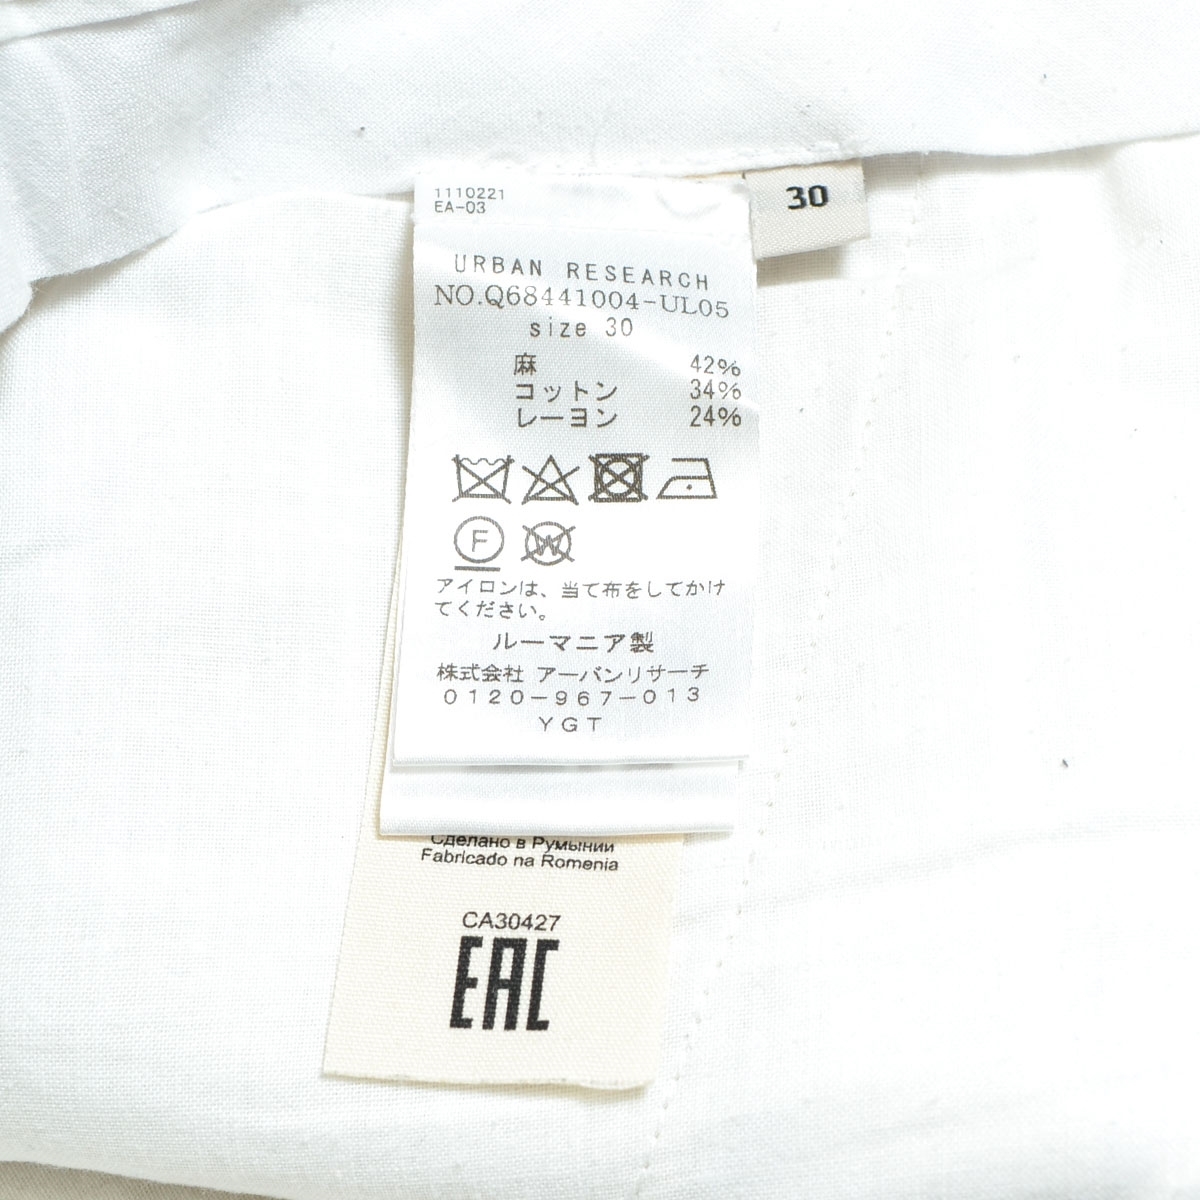 1110221
EA-03
30
URBAN RESEARCH
NO.Q68441004-UL05
size 30
麻 42%
コットン 34%
レーヨン 24%
F
W
アイロンは、当て布をしてかけ
てください。
ルーマニア製
株式会社 アーバンリサーチ
0120-967-013
YGT
Сделано в Румынии
Fabricado na Romenia
CA30427
EAC